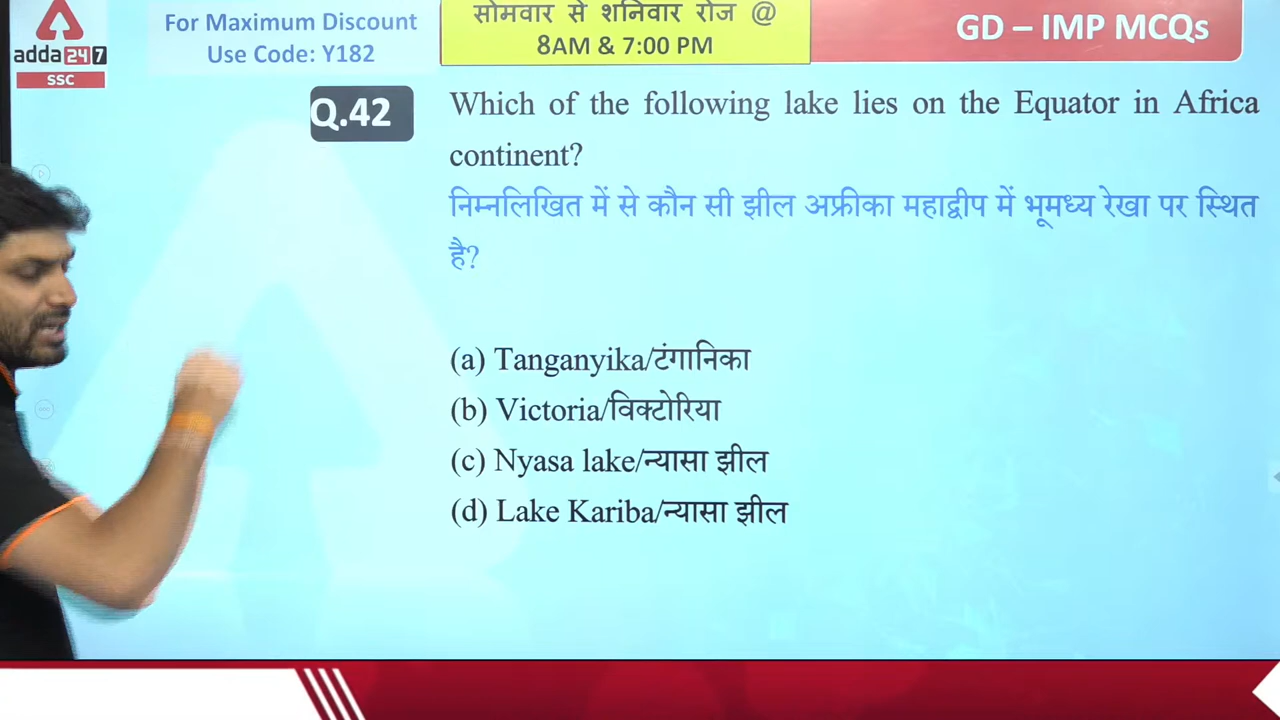 adda 247
SSC
For Maximum Discount
Use Code: Y182
सोमवार से शनिवार रोज @
8AM & 7:00 PM
GD – IMP MCQs
Q.42
Which of the following lake lies on the Equator in Africa
continent?
निम्नलिखित में से कौन सी झील अफ्रीका महाद्वीप में भूमध्य रेखा पर स्थित
है?
(a) Tanganyika/टंगानिका
(b) Victoria/विक्टोरिया
(c) Nyasa lake/न्यासा झील
(d) Lake Kariba/न्यासा झील